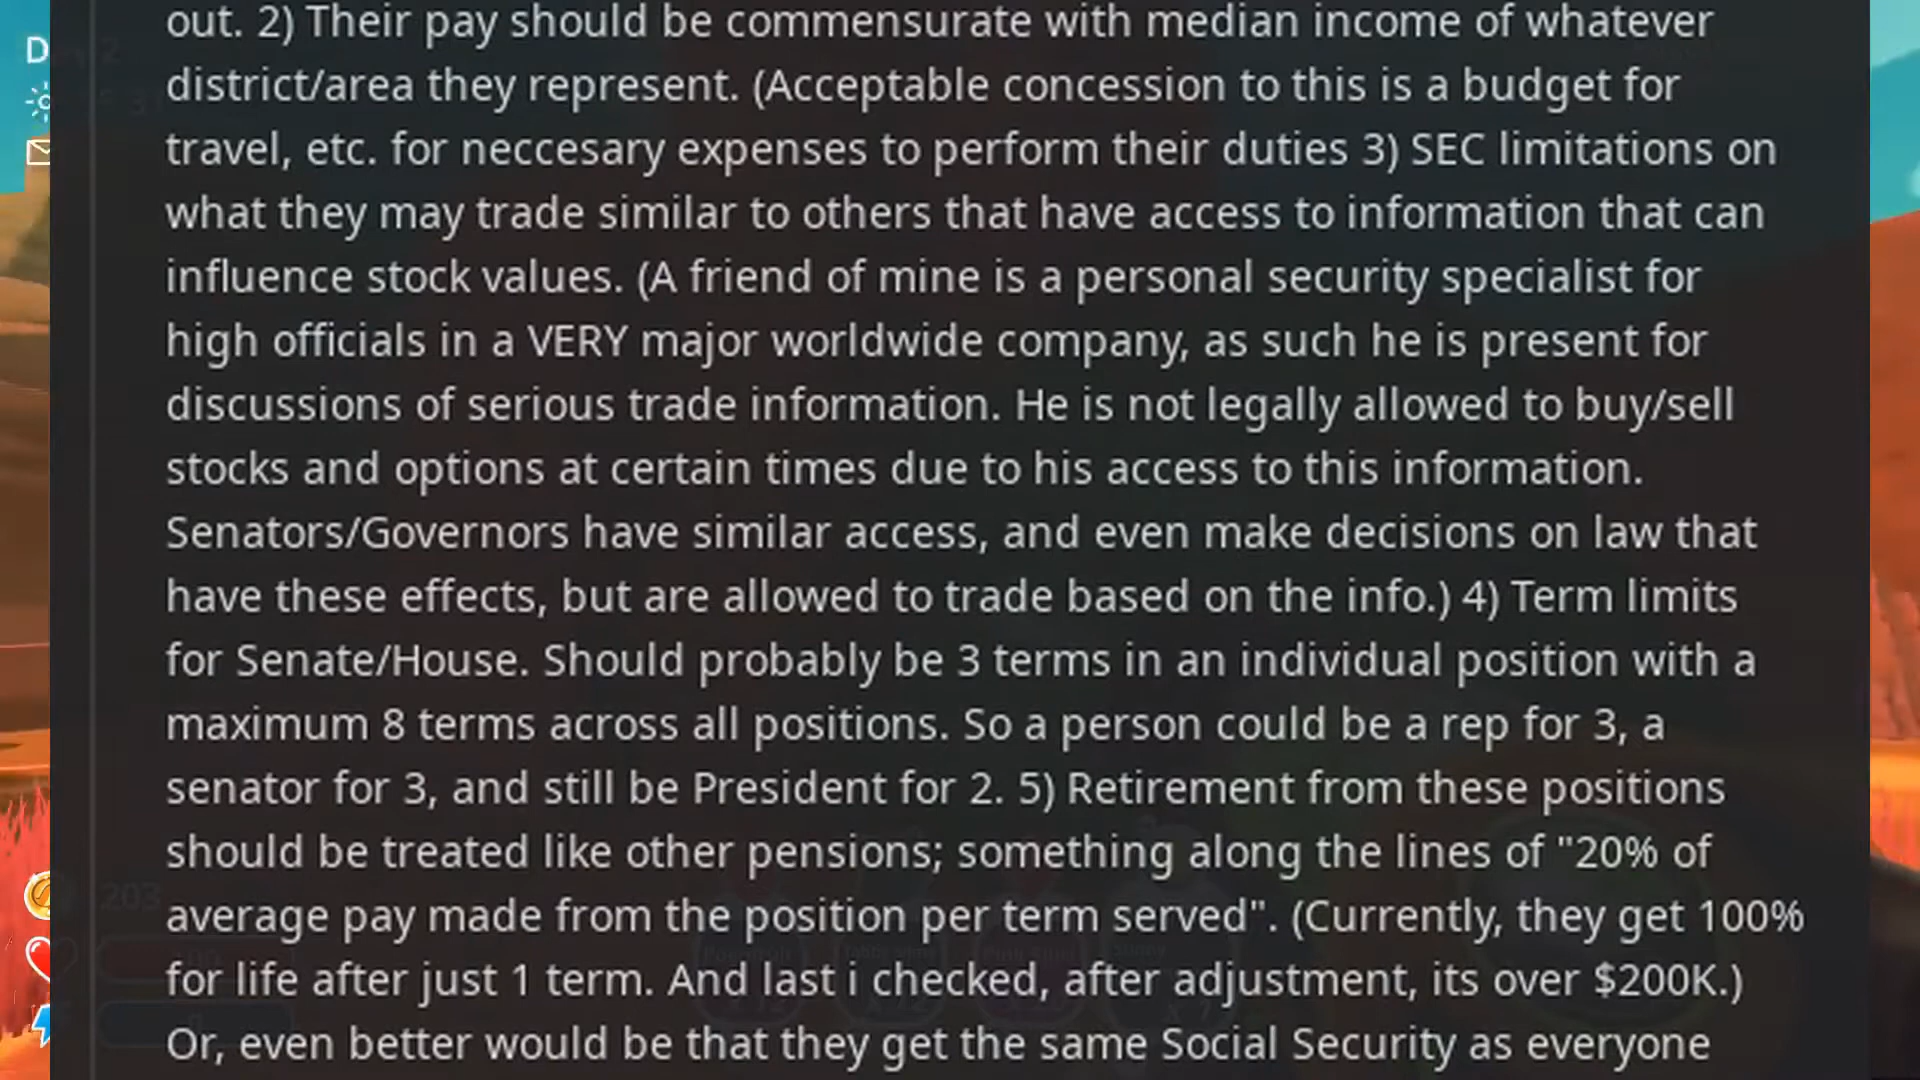 out. 2) Their pay should be commensurate with median income of whatever
district/area they represent. (Acceptable concession to this is a budget for
travel, etc. for neccesary expenses to perform their duties 3) SEC limitations on
what they may trade similar to others that have access to information that can
influence stock values. (A friend of mine is a personal security specialist for
high officials in a VERY major worldwide company, as such he is present for
discussions of serious trade information. He is not legally allowed to buy/sell
stocks and options at certain times due to his access to this information.
Senators/Governors have similar access, and even make decisions on law that
have these effects, but are allowed to trade based on the info.) 4) Term limits
for Senate/House. Should probably be 3 terms in an individual position with a
maximum 8 terms across all positions. So a person could be a rep for 3, a
senator for 3, and still be President for 2. 5) Retirement from these positions
should be treated like other pensions; something along the lines of "20% of
average pay made from the position per term served". (Currently, they get 100%
for life after just 1 term. And last i checked, after adjustment, its over $200K.)
Or, even better would be that they get the same Social Security as everyone
203